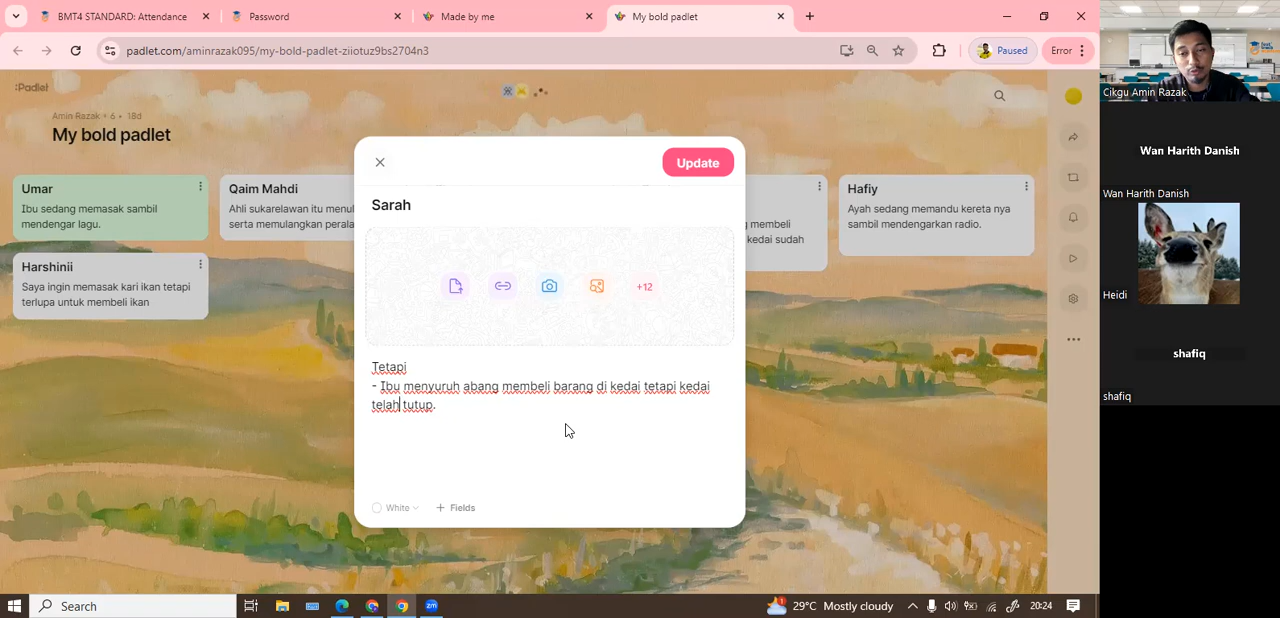 BMT4 STANDARD: Attendance
Password
Made by me
My bold padlet
padlet.com/aminrazak095/my-bold-padlet-ziiotuz9bs2704n3
Paused
Error
:Padlet
Amin Razak • 6 • 18d
My bold padlet
Umar
Ibu sedang memasak sambil
mendengar lagu.
Qaim Mahdi
Ahli sukarelawan itu
serta memulangkan
membeli
kedai sudah
Hafiy
Ayah sedang memandu kereta nya
sambil mendengarkan radio.
Harshinii
Saya ingin memasak kari ikan tetapi
terlupa untuk membeli ikan
Update
Sarah
+12
Tetapi
- Ibu menyuruh abang membeli barang di kedai tetapi kedai
telah tutup.
White
+ Fields
Cikgu Amin Razak
Wan Harith Danish
Wan Harith Danish
Heidi
shafiq
shafiq
Search
29°C Mostly cloudy
20:24